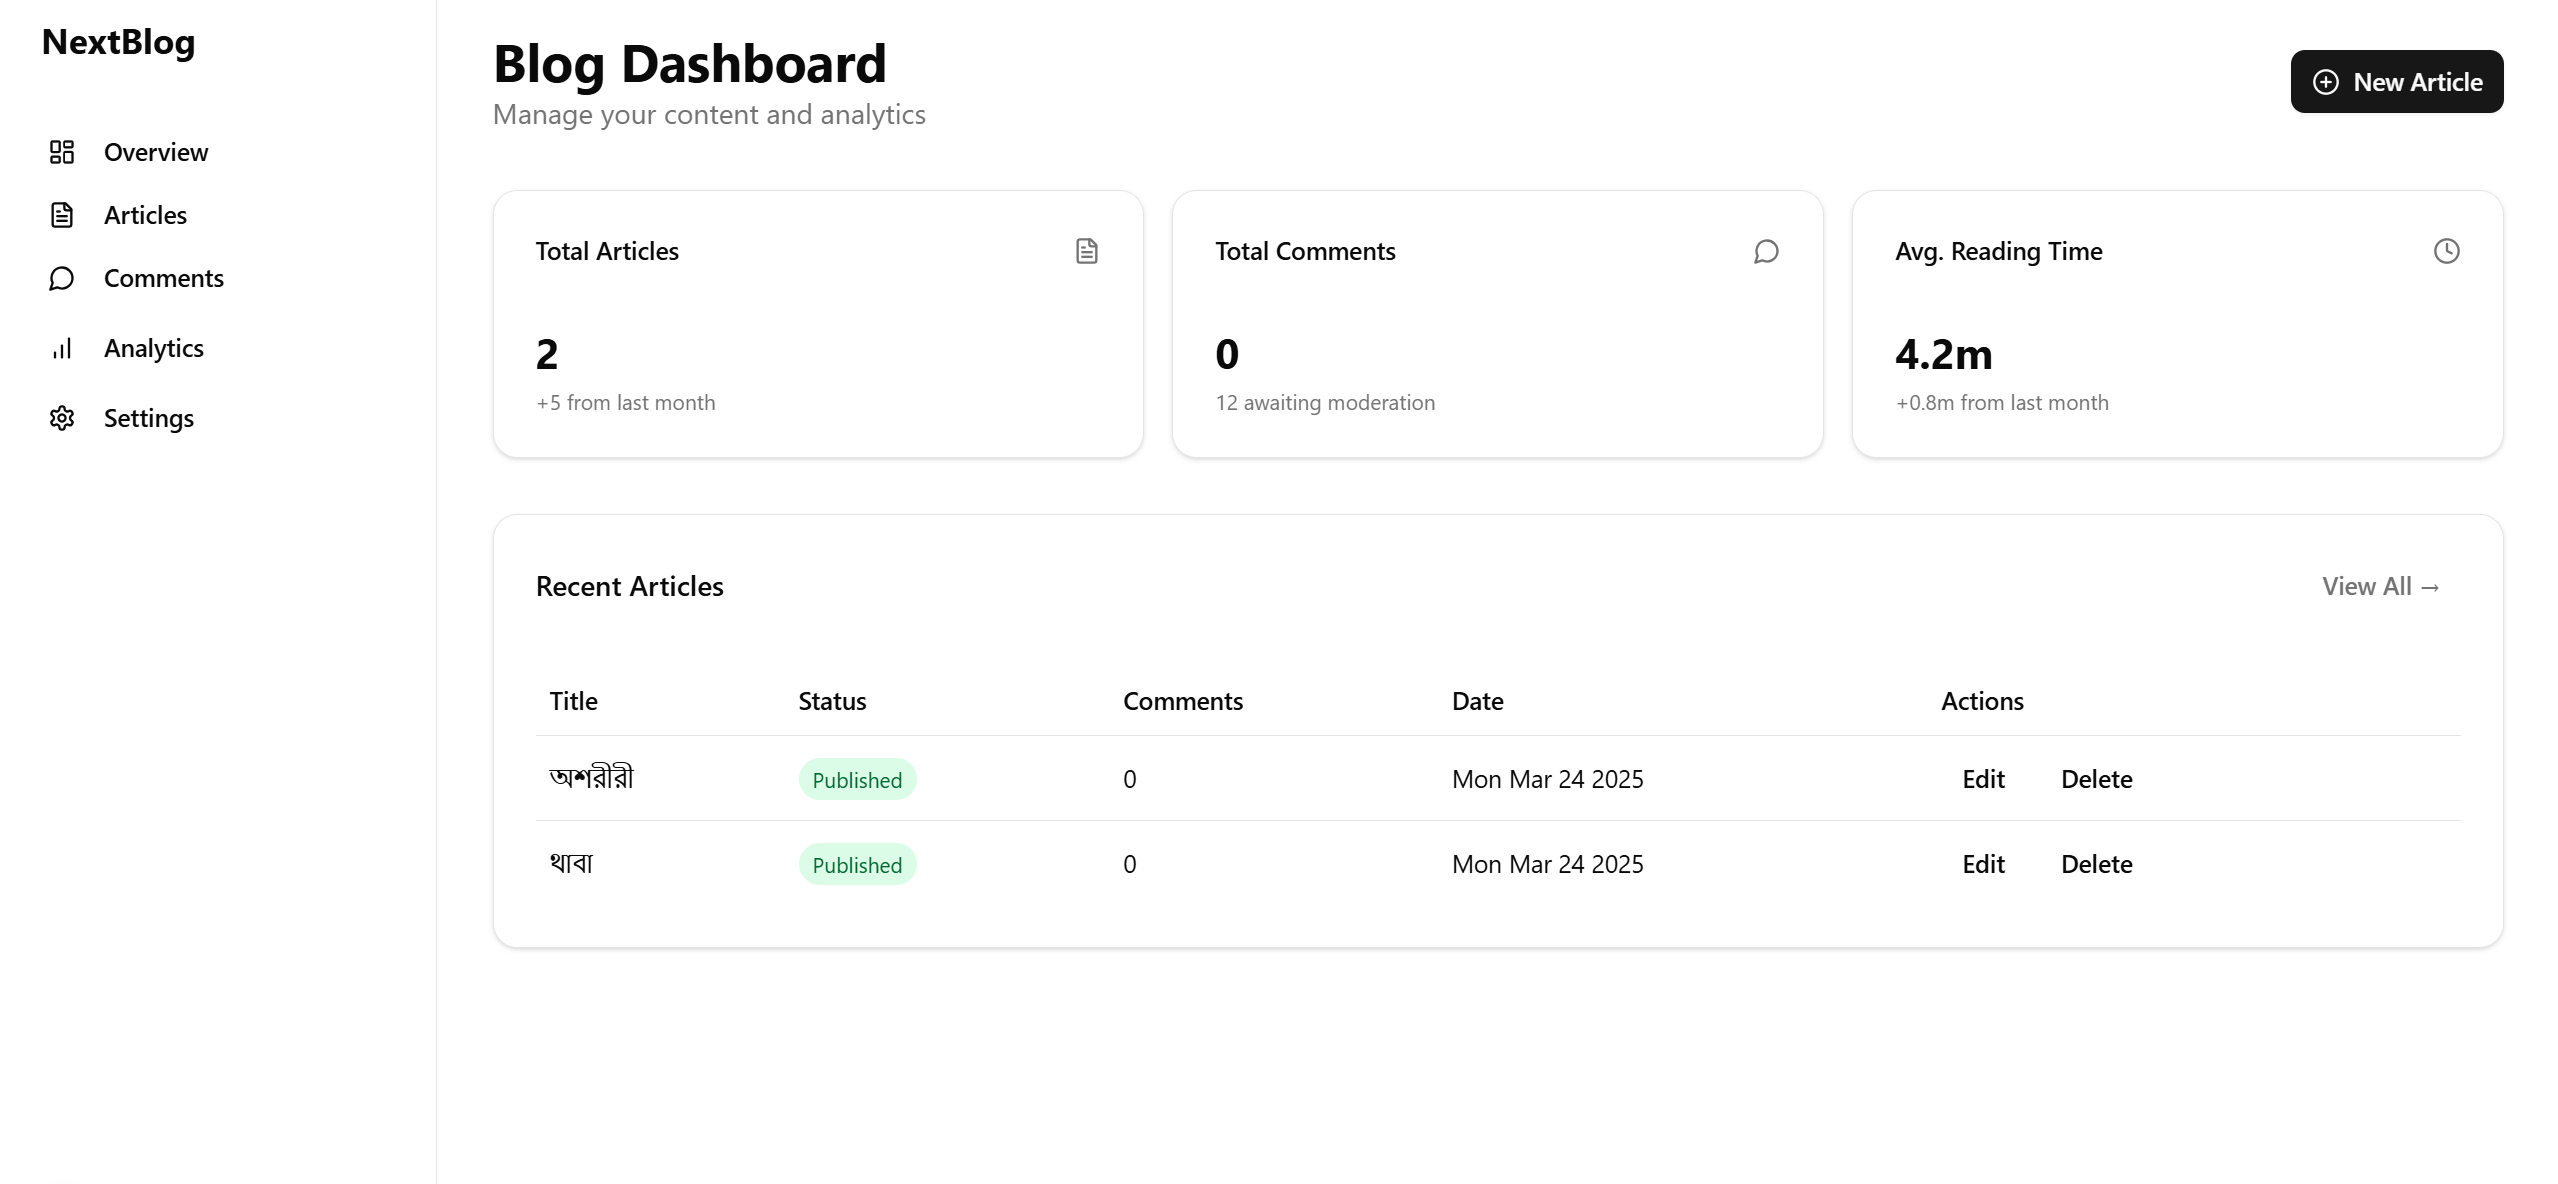 NextBlog
Overview
Articles
Comments
Analytics
Settings
Blog Dashboard
Manage your content and analytics
New Article
Total Articles
2
+5 from last month
Total Comments
0
12 awaiting moderation
Avg. Reading Time
4.2m
+0.8m from last month
Recent Articles
View All →
Title Status Comments Date Actions
অশরীরী Published 0 Mon Mar 24 2025 Edit Delete
থাবা Published 0 Mon Mar 24 2025 Edit Delete